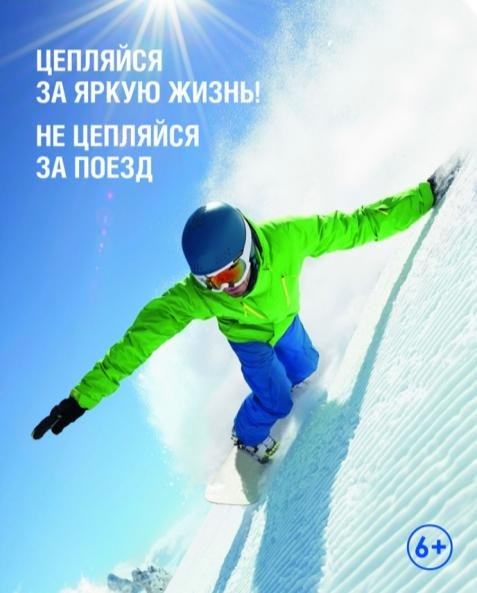 ЦЕПЛЯЙСЯ
ЗА ЯРКУЮ ЖИЗНЬ!
НЕ ЦЕПЛЯЙСЯ
ЗА ПОЕЗД
6+